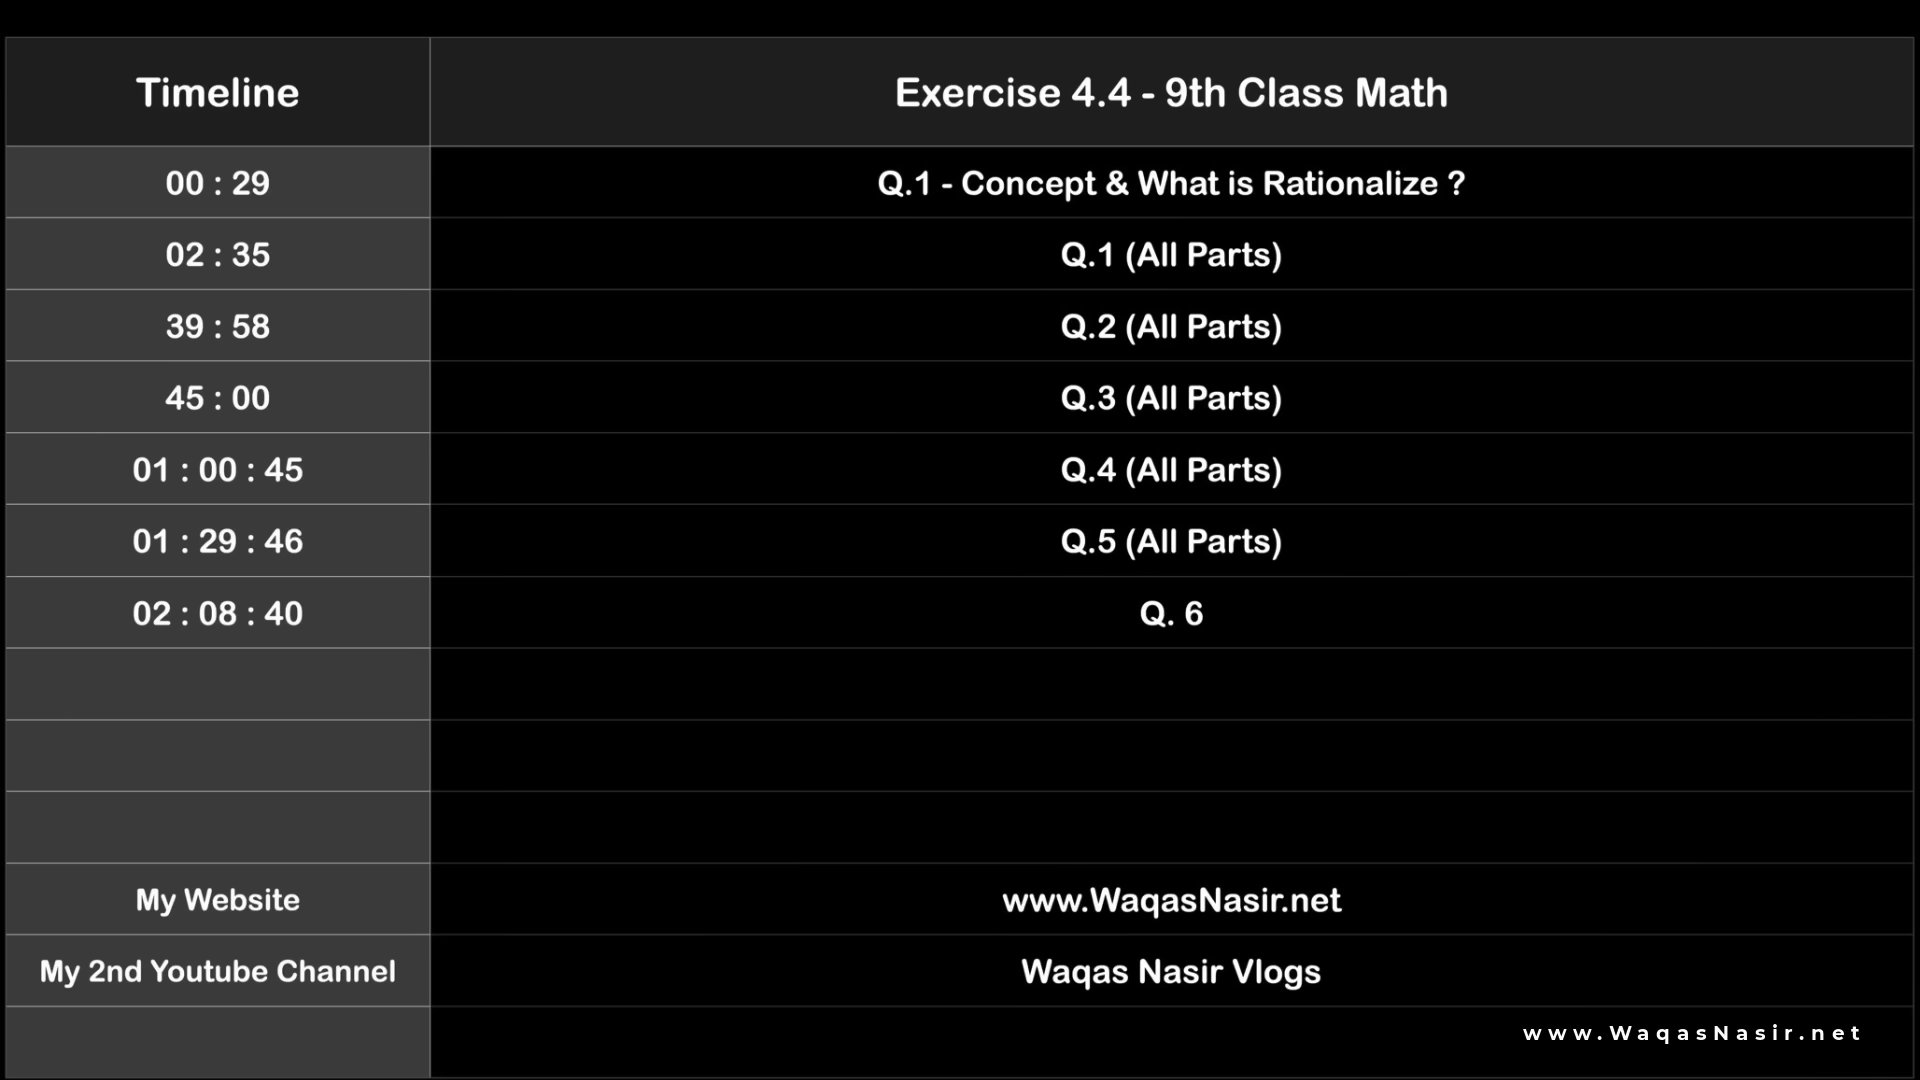 Timeline
Exercise 4.4 - 9th Class Math
00 : 29
Q.1 - Concept & What is Rationalize ?
02 : 35
Q.1 (All Parts)
39 : 58
Q.2 (All Parts)
45 : 00
Q.3 (All Parts)
01 : 00 : 45
Q.4 (All Parts)
01 : 29 : 46
Q.5 (All Parts)
02 : 08 : 40
Q. 6
My Website
www.WaqasNasir.net
My 2nd Youtube Channel
Waqas Nasir Vlogs
www.WaqasNasir.net